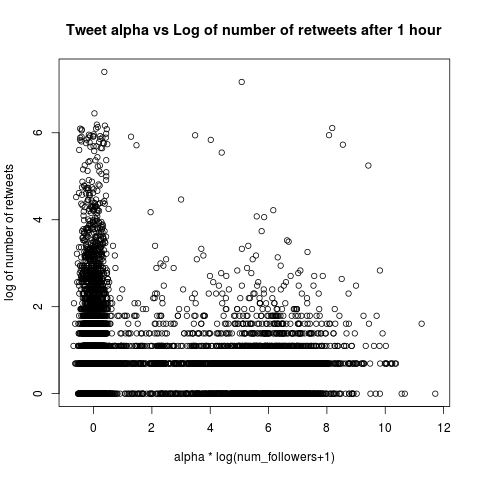 Tweet alpha vs Log of number of retweets after 1 hour
log of number of retweets
6
4
2
0
0 2 4 6 8 10 12
alpha * log(num_followers+1)